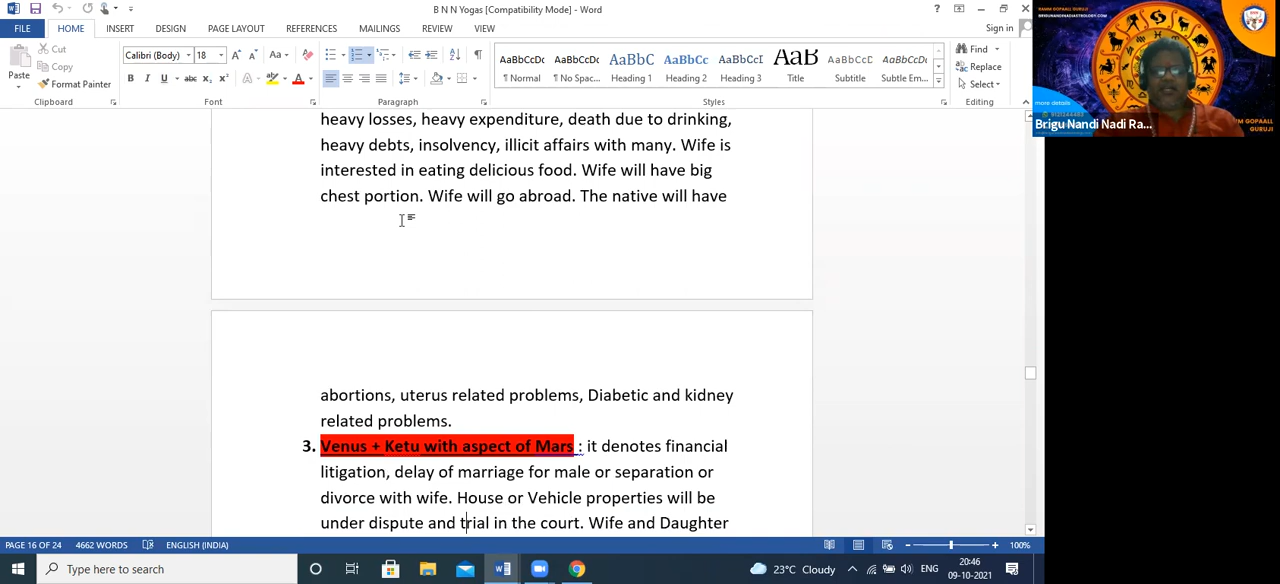 B N N Yogas [Compatibility Mode] - Word
FILE HOME INSERT DESIGN PAGE LAYOUT REFERENCES MAILINGS REVIEW VIEW Sign in
Cut
Copy
Format Painter
Paste
Clipboard
Calibri (Body) 18
Font
Paragraph
AaBbCcDc AaBbCcDc AaBbC AaBbCc AaBbCcI AaB AaBbCcD AaBbCcDc
¶ Normal ¶ No Spac... Heading 1 Heading 2 Heading 3 Title Subtitle Subtle Em...
Styles
Find
Replace
Select
Editing
heavy losses, heavy expenditure, death due to drinking,
heavy debts, insolvency, illicit affairs with many. Wife is
interested in eating delicious food. Wife will have big
chest portion. Wife will go abroad. The native will have
abortions, uterus related problems, Diabetic and kidney
related problems.
3. Venus + Ketu with aspect of Mars : it denotes financial
litigation, delay of marriage for male or separation or
divorce with wife. House or Vehicle properties will be
under dispute and trial in the court. Wife and Daughter
PAGE 16 OF 24 4662 WORDS ENGLISH (INDIA) 100%
Type here to search
23°C Cloudy ENG
20:46
09-10-2021
more details
Brigu Nandi Nadi Ra...
GURUJI